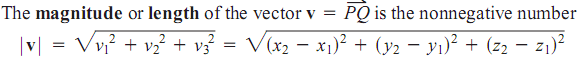 The magnitude or length of the vector v = $\overrightarrow{PQ}$ is the nonnegative number
|v| = √(v₁² + v₂² + v₃²) = √((x₂ − x₁)² + (y₂ − y₁)² + (z₂ − z₁)²)